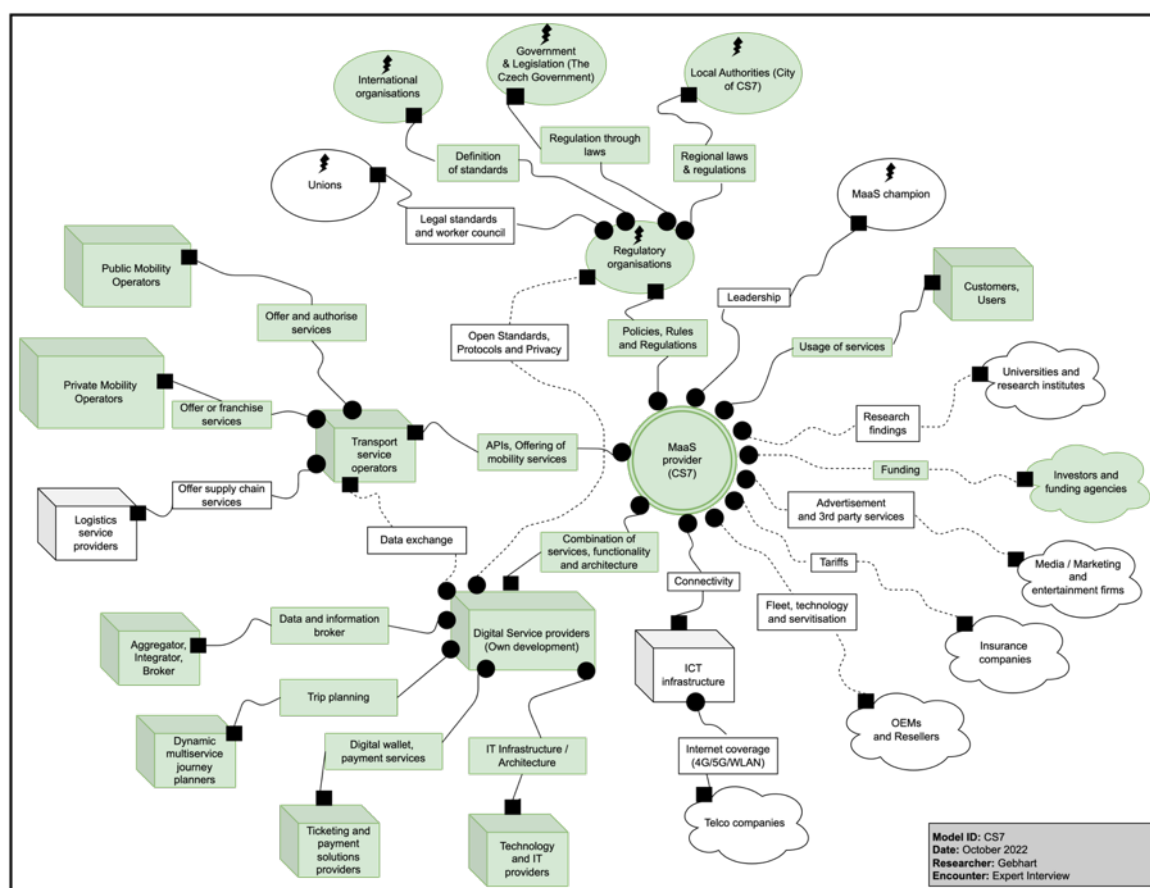 Government
& Legislation (The
Czech Government)
International
organisations
Local Authorities (City
of CS7)
Regulation through
laws
Definition
of standards
Regional laws
& regulations
Unions
MaaS champion
Legal standards
and worker council
Regulatory
organisations
Public Mobility
Operators
Leadership
Customers,
Users
Offer and authorise
services
Open Standards,
Protocols and Privacy
Policies, Rules
and Regulations
Usage of services
Universities and
research institutes
Private Mobility
Operators
Offer or franchise
services
Research
findings
Transport
service
operators
APIs, Offering of
mobility services
MaaS
provider
(CS7)
Funding
Investors and
funding agencies
Offer supply chain
services
Logistics
service
providers
Advertisement
and 3rd party services
Data exchange
Combination of
services, functionality
and architecture
Tariffs
Media / Marketing
and
entertainment firms
Connectivity
Fleet, technology
and servitisation
Data and information
broker
Digital Service providers
(Own development)
Aggregator,
Integrator,
Broker
Insurance
companies
ICT
infrastructure
Trip planning
OEMs
and Resellers
Dynamic
multiservice
journey
planners
Digital wallet,
payment services
IT Infrastructure /
Architecture
Internet coverage
(4G/5G/WLAN)
Telco companies
Ticketing and
payment
solutions
providers
Technology
and IT
providers
Model ID: CS7
Date: October 2022
Researcher: Gebhart
Encounter: Expert Interview